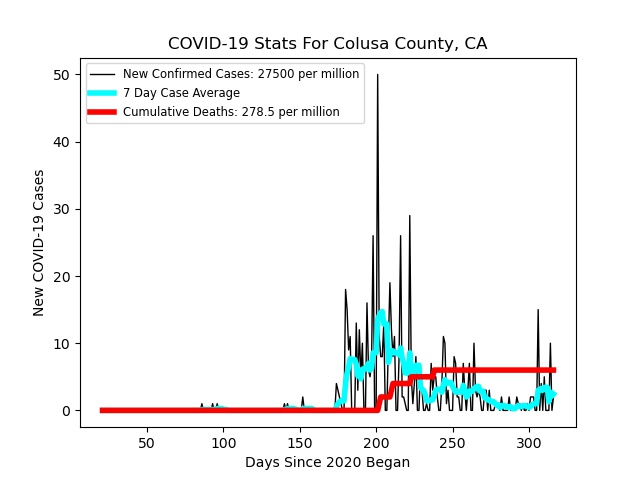 COVID-19 Stats For Colusa County, CA
New Confirmed Cases: 27500 per million
7 Day Case Average
Cumulative Deaths: 278.5 per million
New COVID-19 Cases
50
40
30
20
10
0
50 100 150 200 250 300
Days Since 2020 Began